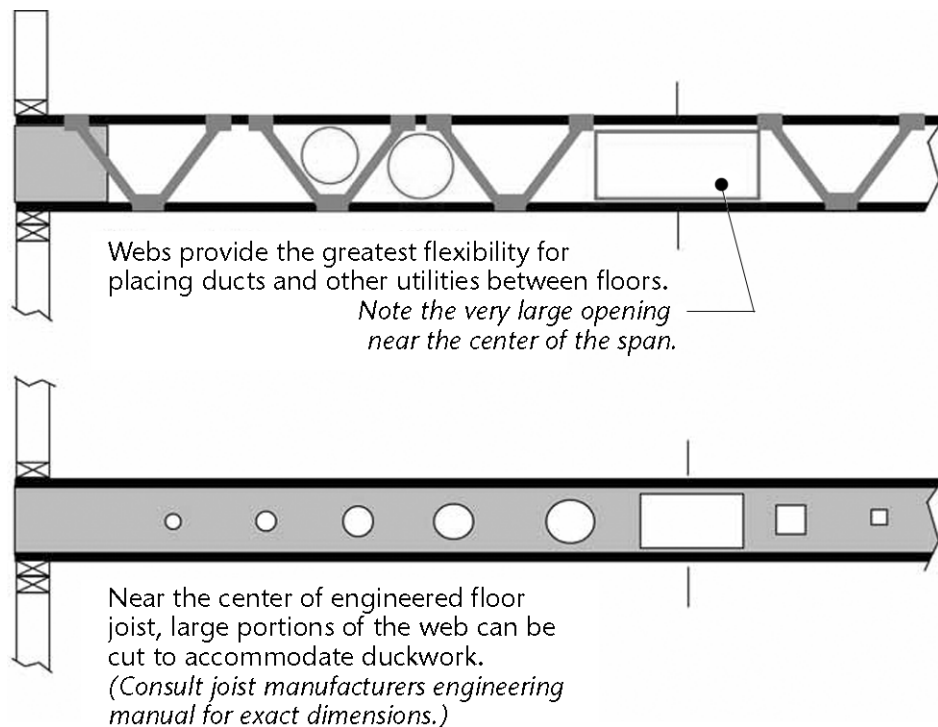 Webs provide the greatest flexibility for
placing ducts and other utilities between floors.
Note the very large opening
near the center of the span.
Near the center of engineered floor
joist, large portions of the web can be
cut to accommodate duckwork.
(Consult joist manufacturers engineering
manual for exact dimensions.)